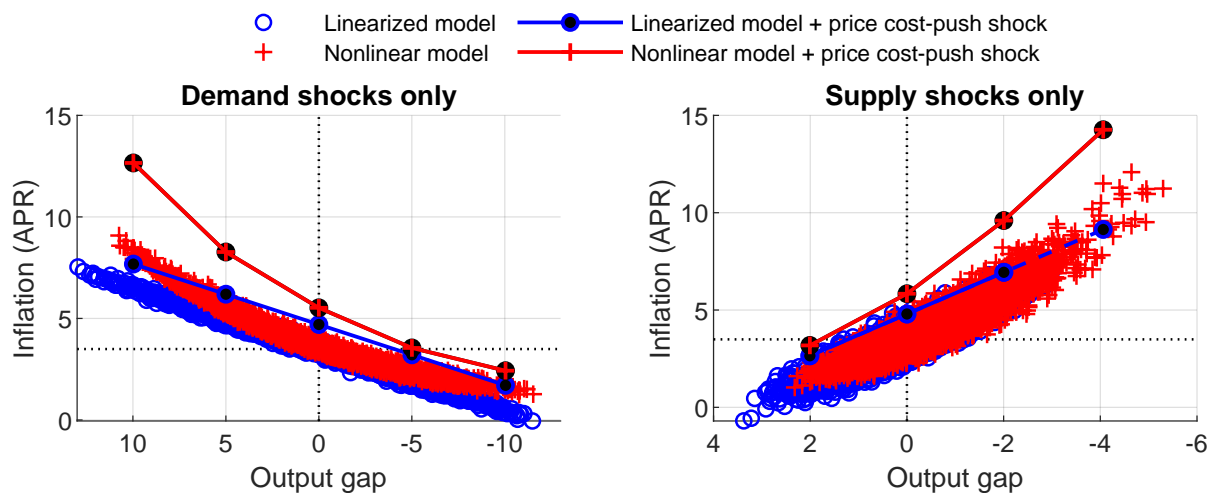 Linearized model
Linearized model + price cost-push shock
Nonlinear model
Nonlinear model + price cost-push shock
Demand shocks only
Supply shocks only
Inflation (APR)
15
10
5
0
10
5
0
-5
-10
Output gap
Inflation (APR)
15
10
5
0
4
2
0
-2
-4
-6
Output gap